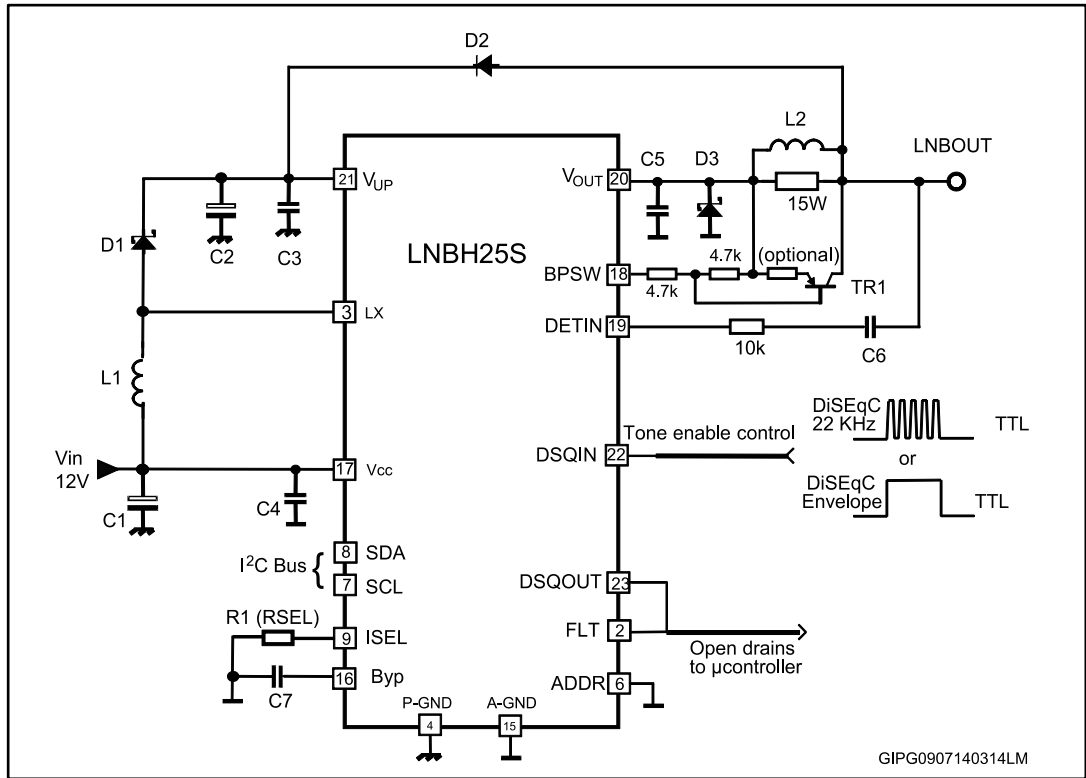 D2
L2
LNBOUT
C5
D3
21
VUP
VOUT
20
15W
D1
C2
C3
LNBH25S
4.7k
(optional)
BPSW
18
4.7k
TR1
3
LX
DETIN
19
10k
C6
L1
DiSEqC
22 KHz
TTL
Tone enable control
or
Vin
12V
17
Vcc
DSQIN
22
DiSEqC
Envelope
TTL
C1
C4
8
SDA
I2C Bus {
7
SCL
DSQOUT
23
R1 (RSEL)
9
ISEL
FLT
2
Open drains
to µcontroller
16
Byp
ADDR
6
C7
P-GND
A-GND
4
15
GIPG0907140314LM